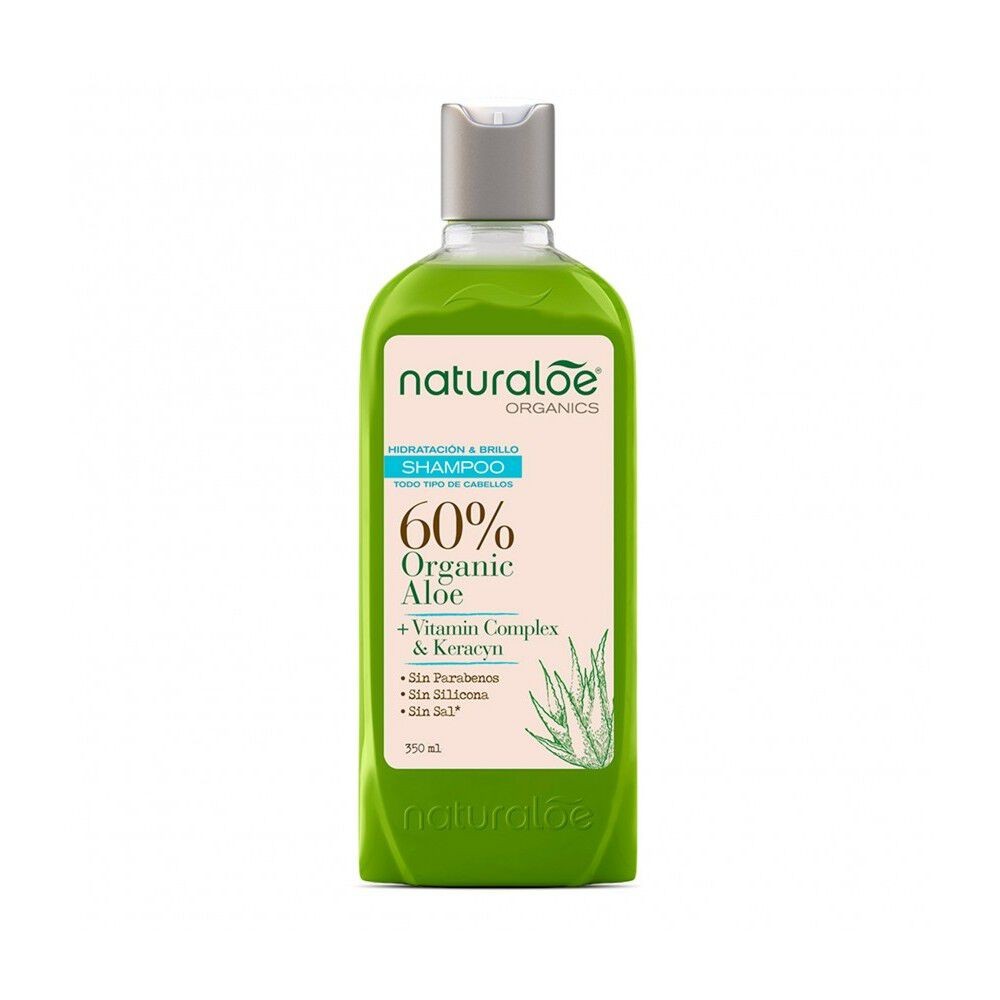 naturaloe®
ORGANICS
HIDRATACIÓN & BRILLO
SHAMPOO
TODO TIPO DE CABELLOS
60%
Organic
Aloe
+ Vitamin Complex
& Keracyn
• Sin Parabenos
• Sin Silicona
• Sin Sal*
350 ml
naturaloe